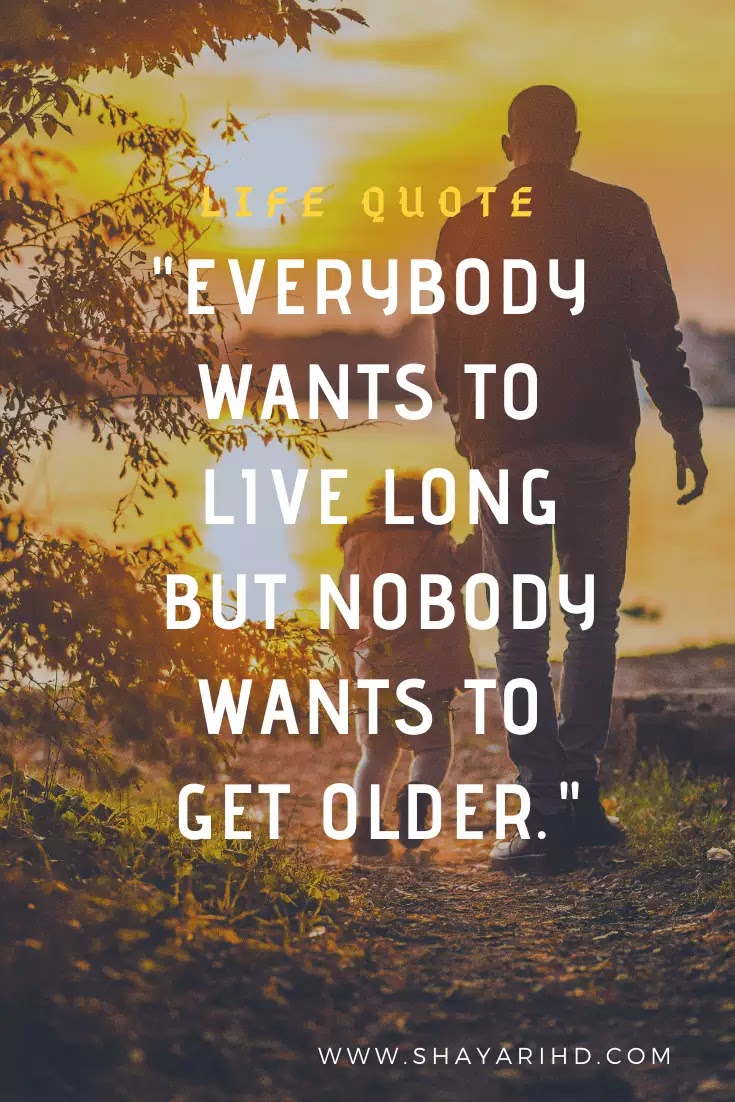 LIFE QUOTE
"EVERYBODY
WANTS TO
LIVE LONG
BUT NOBODY
WANTS TO
GET OLDER."
WWW.SHAYARIHD.COM